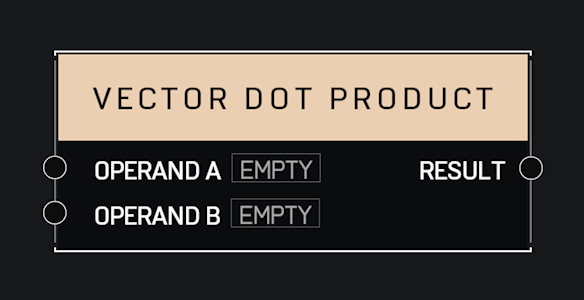 VECTOR DOT PRODUCT
OPERAND A EMPTY RESULT
OPERAND B EMPTY